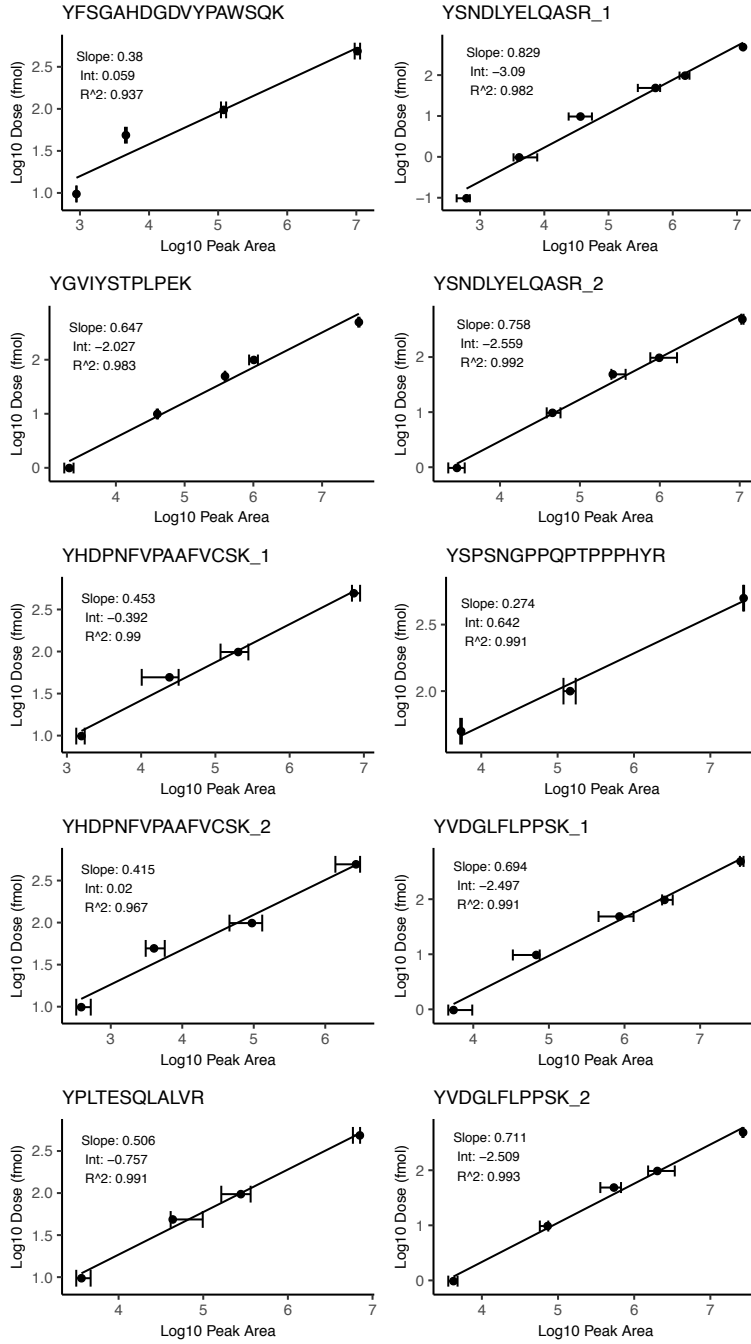 YFSGAHDGDVYPAWSQK
Slope: 0.38
Int: 0.059
R^2: 0.937
Log10 Dose (fmol)
2.5
2.0
1.5
1.0
3 4 5 6 7
Log10 Peak Area
YSNDLYELQASR_1
Slope: 0.829
Int: −3.09
R^2: 0.982
Log10 Dose (fmol)
2
1
0
−1
3 4 5 6 7
Log10 Peak Area
YGVIYSTPLPEK
Slope: 0.647
Int: −2.027
R^2: 0.983
Log10 Dose (fmol)
2
1
0
4 5 6 7
Log10 Peak Area
YSNDLYELQASR_2
Slope: 0.758
Int: −2.559
R^2: 0.992
Log10 Dose (fmol)
2
1
0
4 5 6 7
Log10 Peak Area
YHDPNFVPAAFVCSK_1
Slope: 0.453
Int: −0.392
R^2: 0.99
Log10 Dose (fmol)
2.5
2.0
1.5
1.0
3 4 5 6 7
Log10 Peak Area
YSPSNGPPQPTPPPHYR
Slope: 0.274
Int: 0.642
R^2: 0.991
Log10 Dose (fmol)
2.5
2.0
4 5 6 7
Log10 Peak Area
YHDPNFVPAAFVCSK_2
Slope: 0.415
Int: 0.02
R^2: 0.967
Log10 Dose (fmol)
2.5
2.0
1.5
1.0
3 4 5 6
Log10 Peak Area
YVDGLFLPPSK_1
Slope: 0.694
Int: −2.497
R^2: 0.991
Log10 Dose (fmol)
2
1
0
4 5 6 7
Log10 Peak Area
YPLTESQLALVR
Slope: 0.506
Int: −0.757
R^2: 0.991
Log10 Dose (fmol)
2.5
2.0
1.5
1.0
4 5 6 7
Log10 Peak Area
YVDGLFLPPSK_2
Slope: 0.711
Int: −2.509
R^2: 0.993
Log10 Dose (fmol)
2
1
0
4 5 6 7
Log10 Peak Area